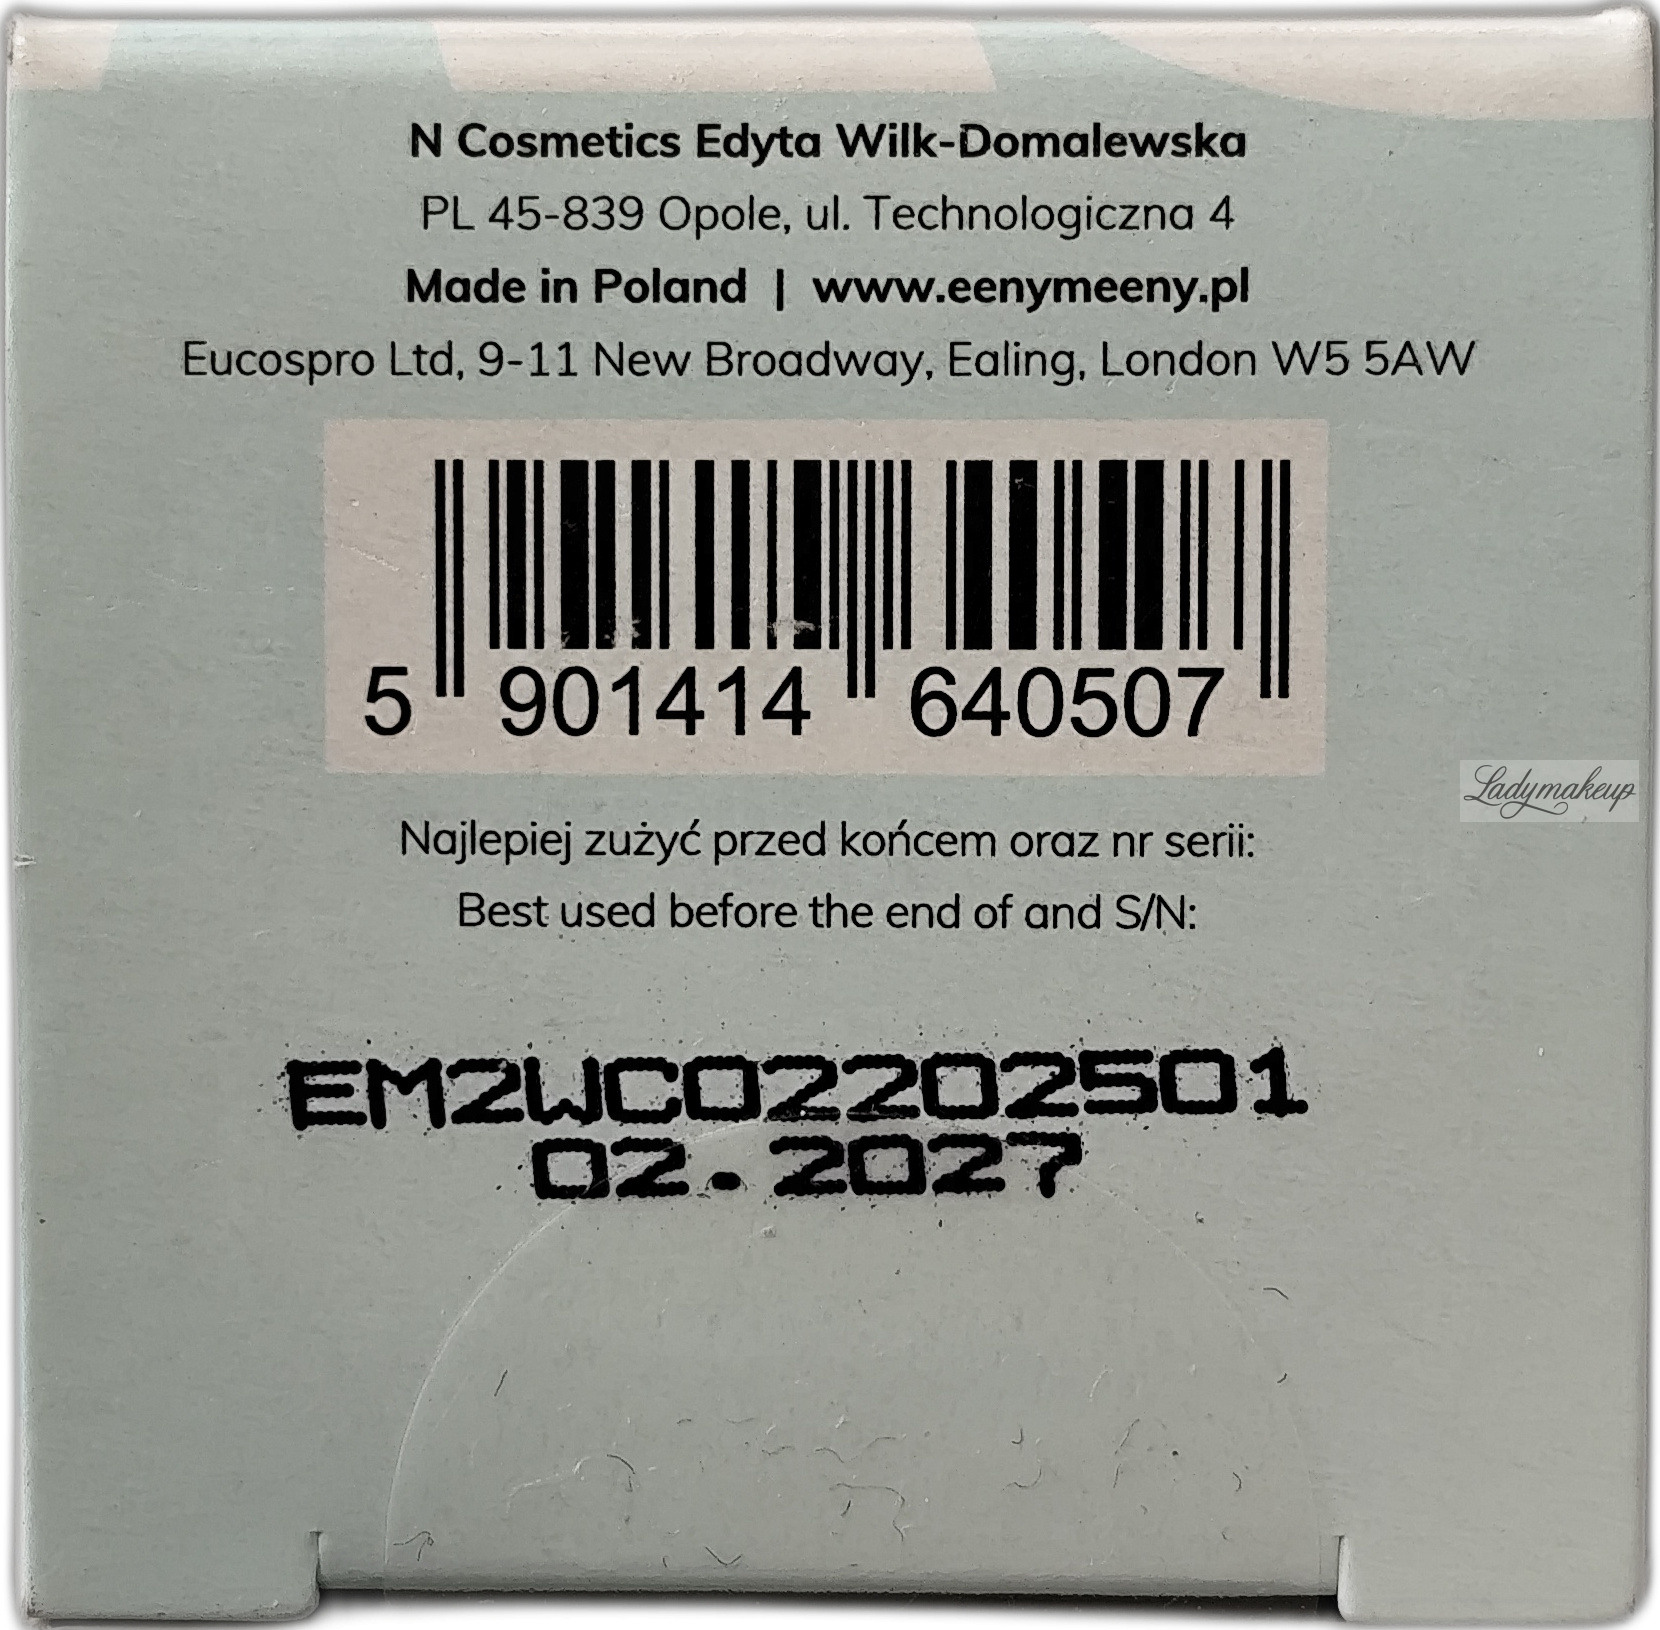 N Cosmetics Edyta Wilk-Domalewska
PL 45-839 Opole, ul. Technologiczna 4
Made in Poland | www.eenymeeny.pl
Eucospro Ltd, 9-11 New Broadway, Ealing, London W5 5AW
5 901414 640507
Ladymakeup
Najlepiej zużyć przed końcem oraz nr serii:
Best used before the end of and S/N:
EM2WC02202501
02.2027